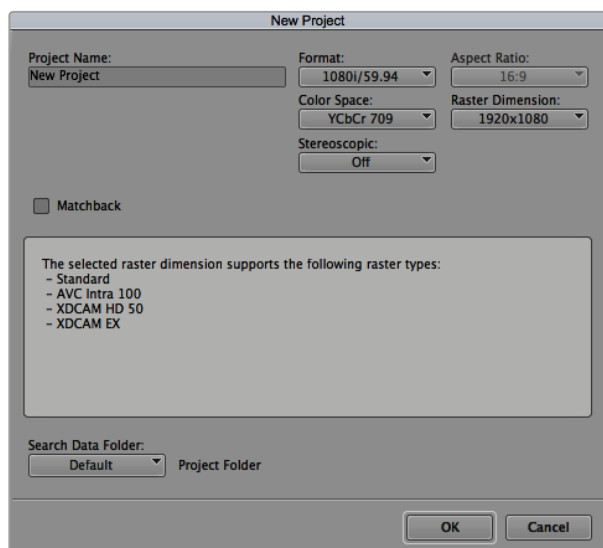 New Project
Project Name:
New Project
Format:
1080i/59.94
Aspect Ratio:
16:9
Color Space:
YCbCr 709
Raster Dimension:
1920x1080
Stereoscopic:
Off
Matchback
The selected raster dimension supports the following raster types:
- Standard
- AVC Intra 100
- XDCAM HD 50
- XDCAM EX
Search Data Folder:
Default
Project Folder
OK
Cancel